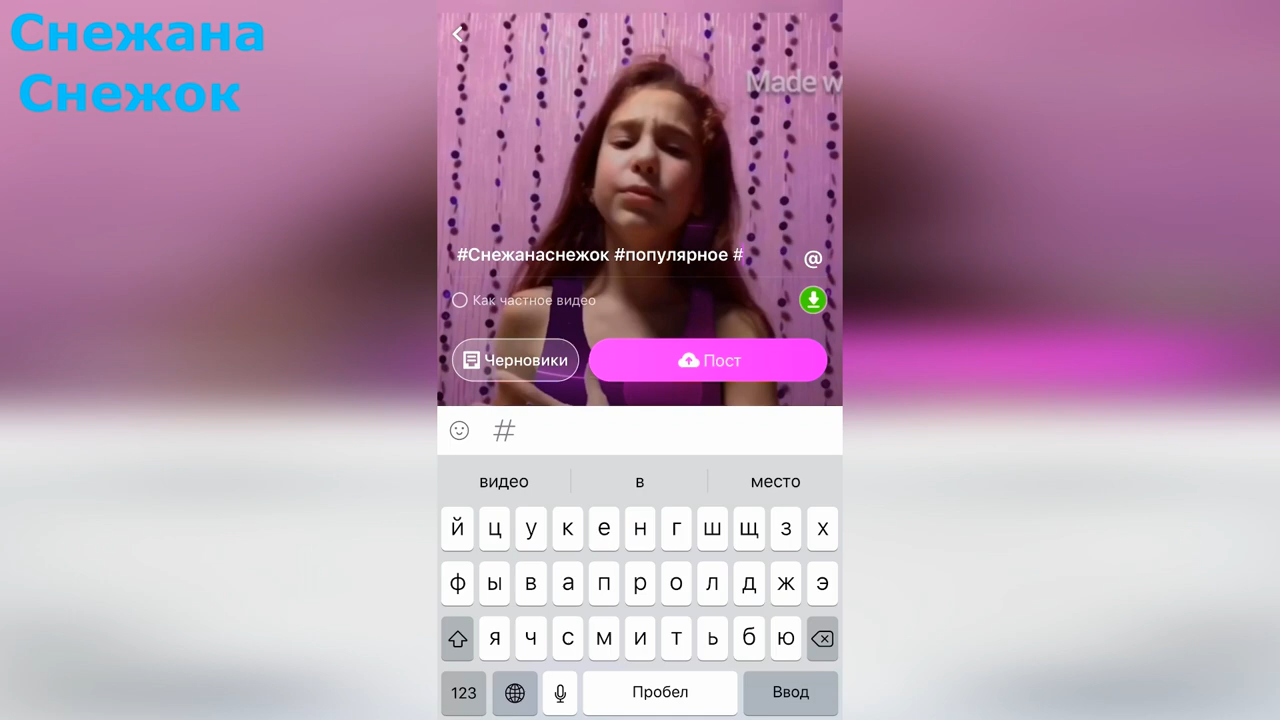 Снежана
Снежок
Made w
#Снежанаснежок #популярное #
@
Как частное видео
Черновики
Пост
#
видео в место
й ц у к е н г ш щ з х
ф ы в а п р о л д ж э
я ч с м и т ь б ю
123 Пробел Ввод